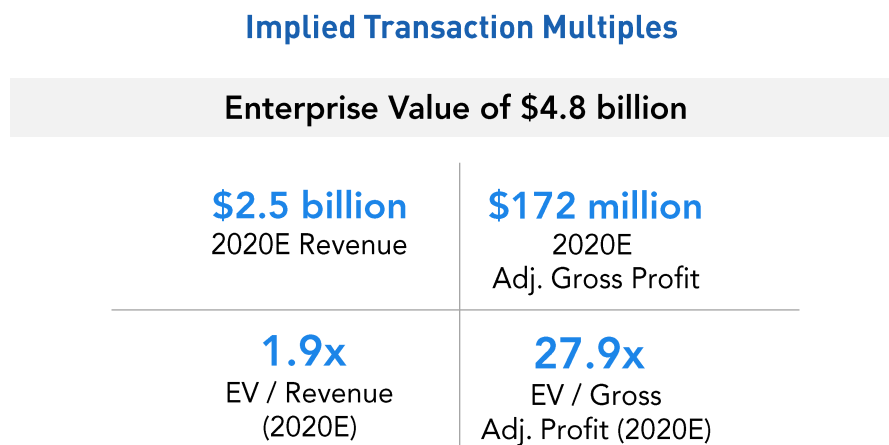 Implied Transaction Multiples
Enterprise Value of $4.8 billion
$2.5 billion
2020E Revenue
$172 million
2020E
Adj. Gross Profit
1.9x
EV / Revenue
(2020E)
27.9x
EV / Gross
Adj. Profit (2020E)